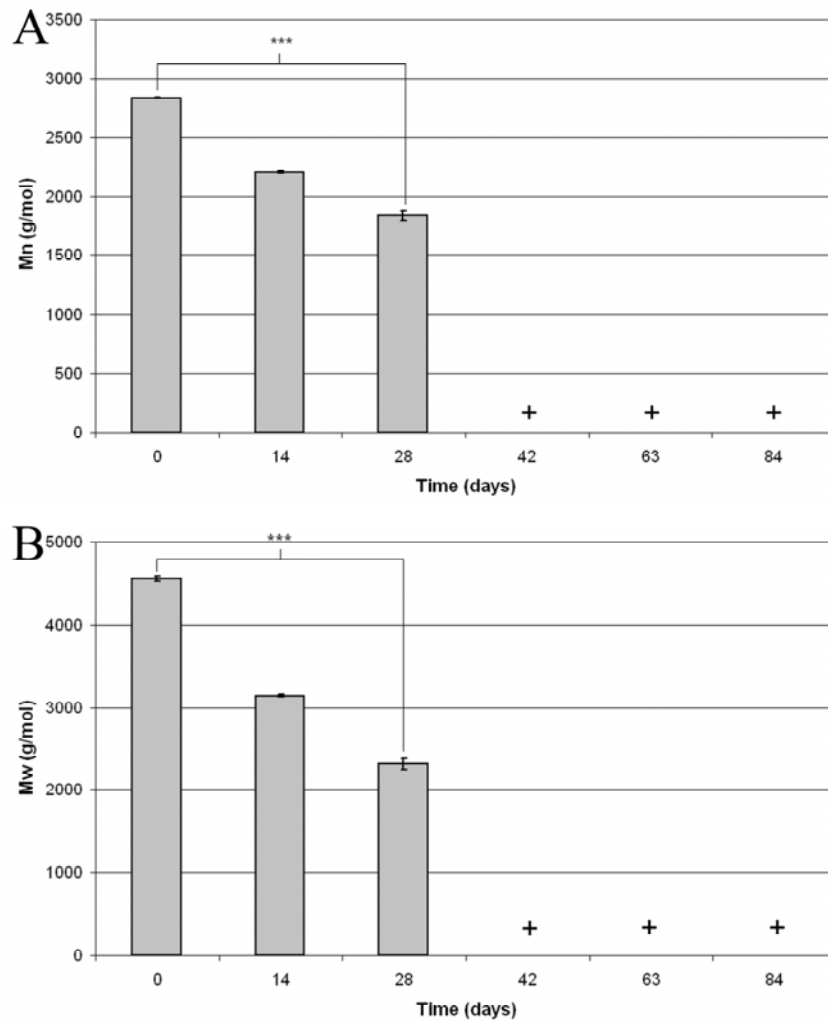 A
3500
***
3000
2500
2000
1500
1000
500
0
Mn (g/mol)
+ + +
0 14 28 42 63 84
Time (days)
B
5000
***
4000
3000
2000
1000
0
Mw (g/mol)
+ + +
0 14 28 42 63 84
Time (days)